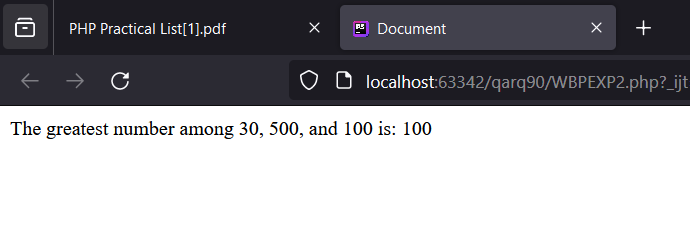 PHP Practical List[1].pdf
Document
localhost:63342/qarq90/WBPEXP2.php?_ijt
The greatest number among 30, 500, and 100 is: 100